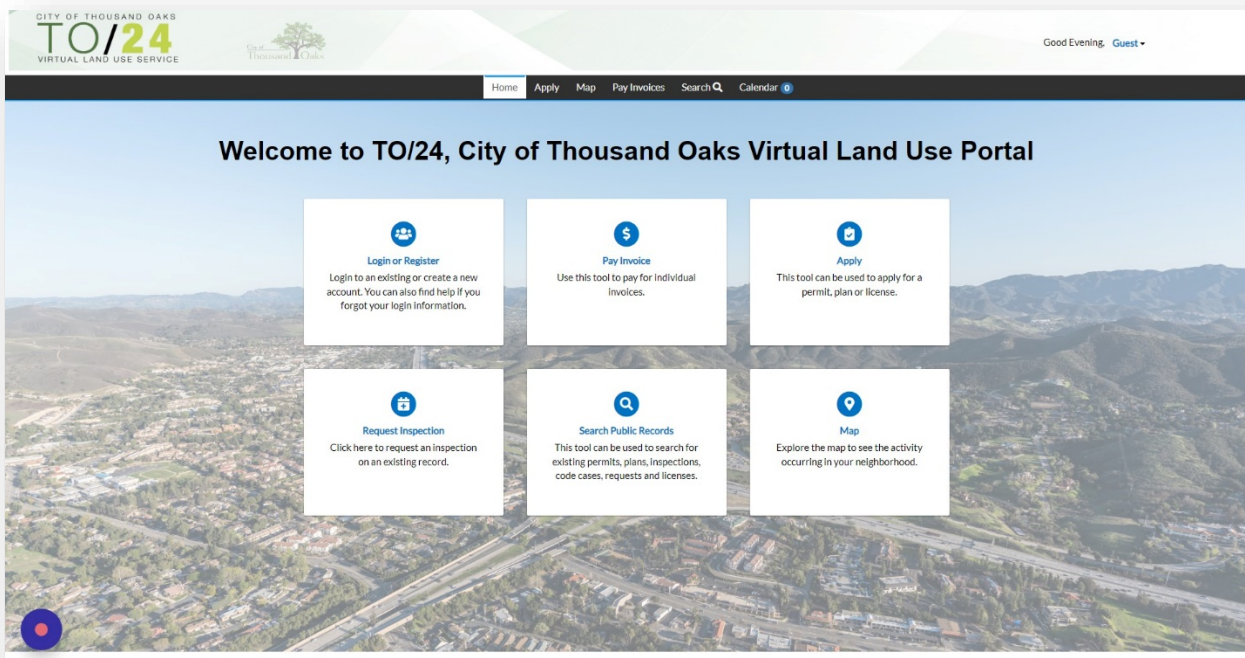 CITY OF THOUSAND OAKS
TO/24
VIRTUAL LAND USE SERVICE
City of
Thousand Oaks
Good Evening, Guest
Home Apply Map Pay Invoices Search Calendar 0
Welcome to TO/24, City of Thousand Oaks Virtual Land Use Portal
Login or Register
Login to an existing or create a new
account. You can also find help if you
forgot your login information.
Pay Invoice
Use this tool to pay for individual
invoices.
Apply
This tool can be used to apply for a
permit, plan or license.
Request Inspection
Click here to request an inspection
on an existing record.
Search Public Records
This tool can be used to search for
existing permits, plans, inspections,
code cases, requests and licenses.
Map
Explore the map to see the activity
occurring in your neighborhood.